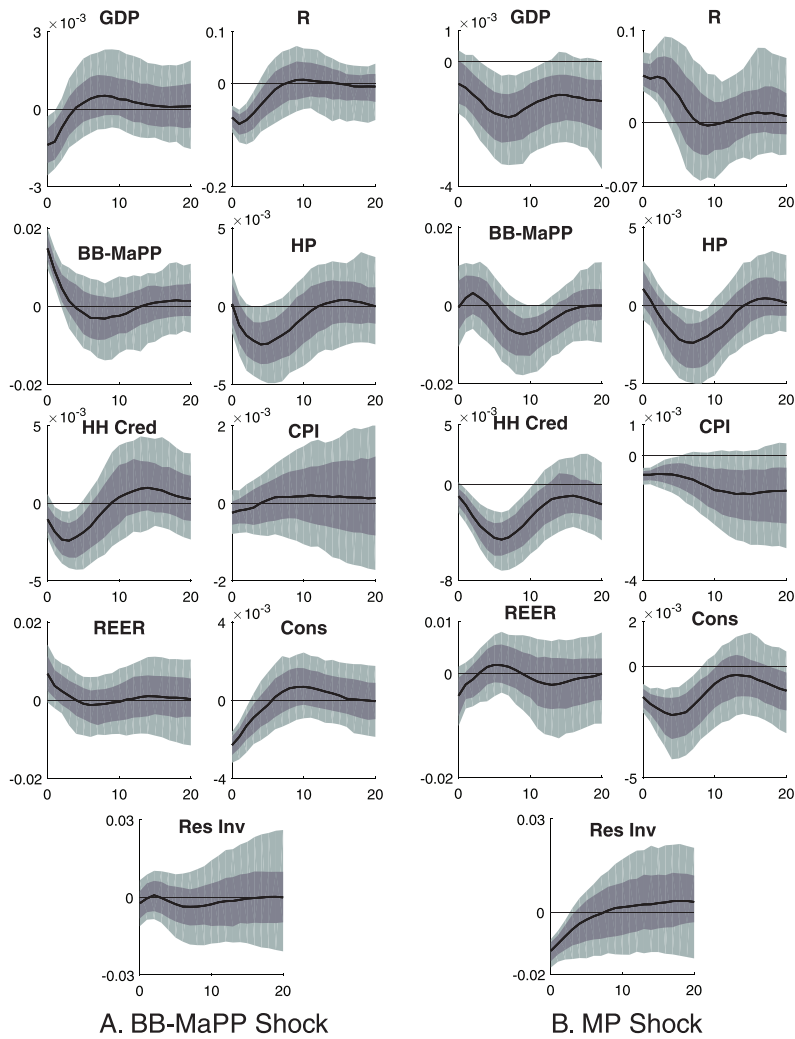 GDP R GDP R
×10⁻³ ×10⁻³
3 0.1 1 0.1
0 0 0 0
-3 -0.2 -4 -0.07
0 10 20 0 10 20 0 10 20 0 10 20
BB-MaPP HP BB-MaPP HP
×10⁻³ ×10⁻³
0.02 5 0.02 5
0 0 0 0
-0.02 -5 -0.02 -5
0 10 20 0 10 20 0 10 20 0 10 20
HH Cred CPI HH Cred CPI
×10⁻³ ×10⁻³ ×10⁻³ ×10⁻³
5 2 5 1
0 0 0 0
-5 -2 -8 -4
0 10 20 0 10 20 0 10 20 0 10 20
REER Cons REER Cons
×10⁻³ ×10⁻³
0.02 4 0.01 2
0 0 0 0
-0.02 -4 -0.02 -5
0 10 20 0 10 20 0 10 20 0 10 20
Res Inv Res Inv
0.03 0.03
0 0
-0.03 -0.02
0 10 20 0 10 20
A. BB-MaPP Shock B. MP Shock